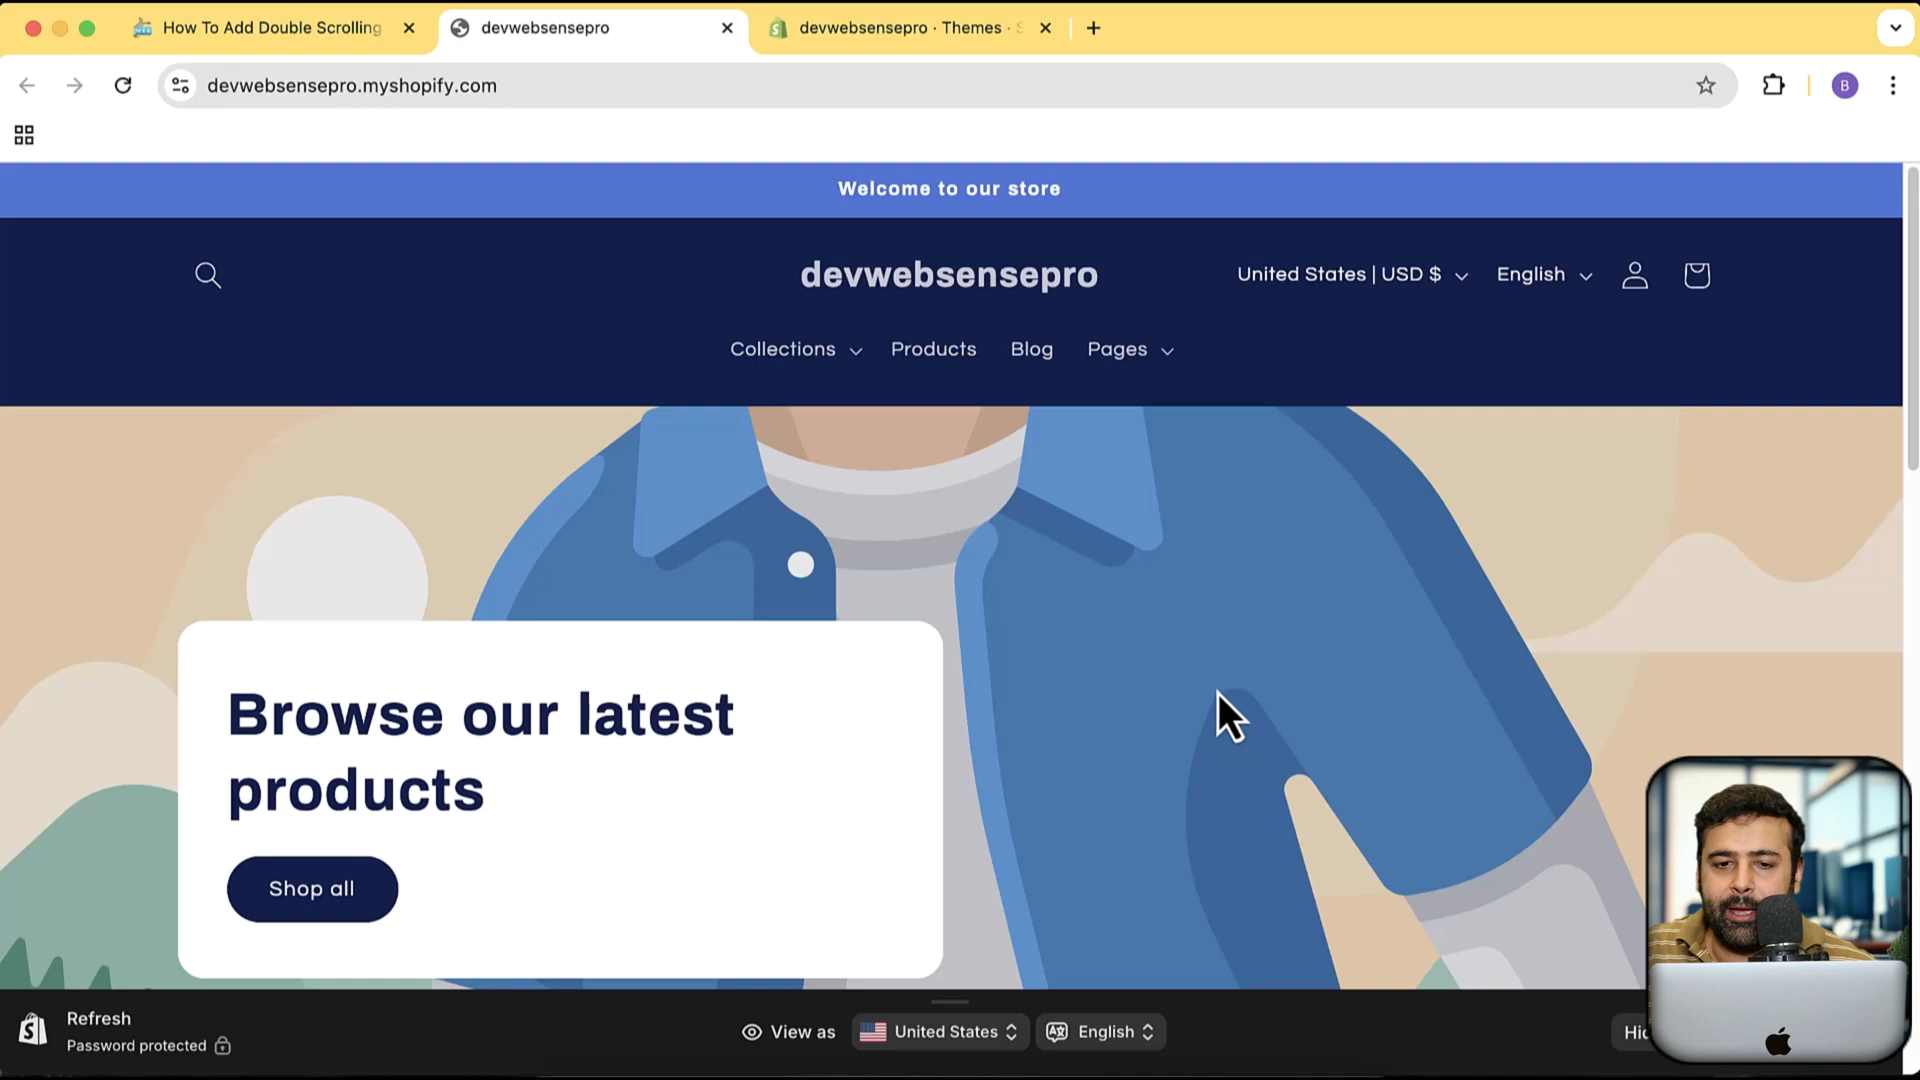 How To Add Double Scrolling
devwebsensepro
devwebsensepro · Themes ·
devwebsensepro.myshopify.com
B
Welcome to our store
devwebsensepro
United States | USD $
English
Collections
Products
Blog
Pages
Browse our latest
products
Shop all
Refresh
Password protected
View as
United States
English